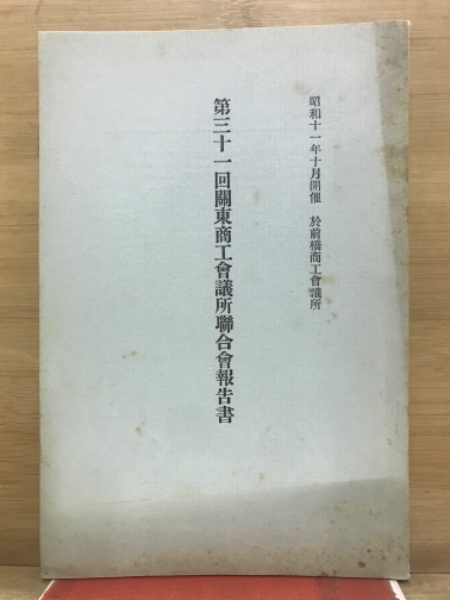 昭和十一年十月開催　於前橋商工會議所
第三十一回關東商工會議所聯合會報告書